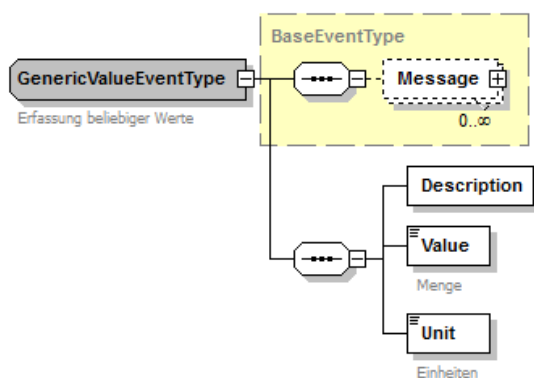 BaseEventType
GenericValueEventType
Message
Erfassung beliebiger Werte
0..∞
Description
Value
Menge
Unit
Einheiten